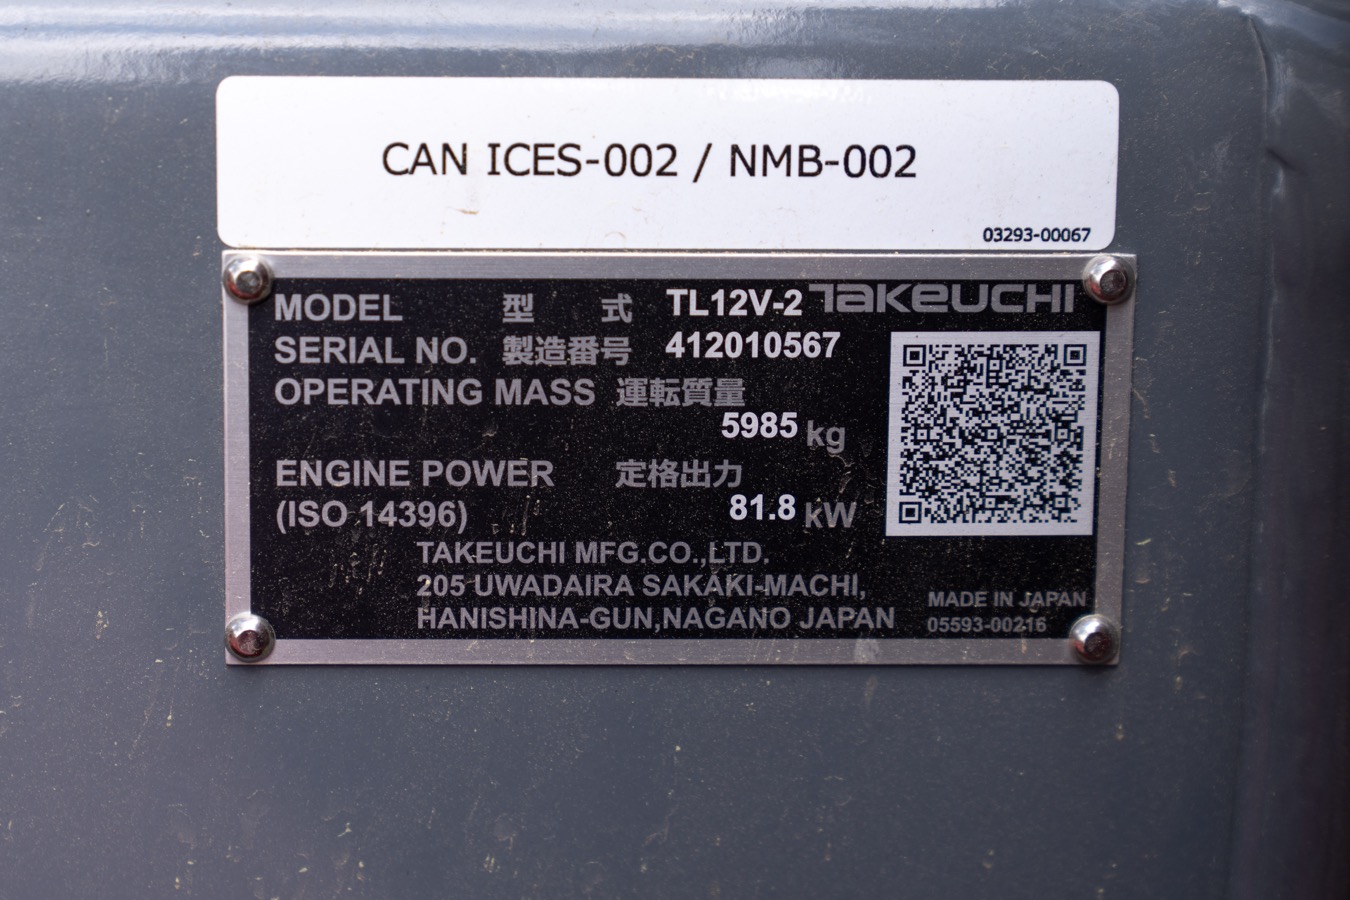 CAN ICES-002 / NMB-002
03293-00067
MODEL 型 式 TL12V-2 TAKEUCHI
SERIAL NO. 製造番号 412010567
OPERATING MASS 運転質量
5985 kg
ENGINE POWER 定格出力
(ISO 14396) 81.8 kW
TAKEUCHI MFG.CO.,LTD.
205 UWADAIRA SAKAKI-MACHI,
HANISHINA-GUN,NAGANO JAPAN
MADE IN JAPAN
05593-00216